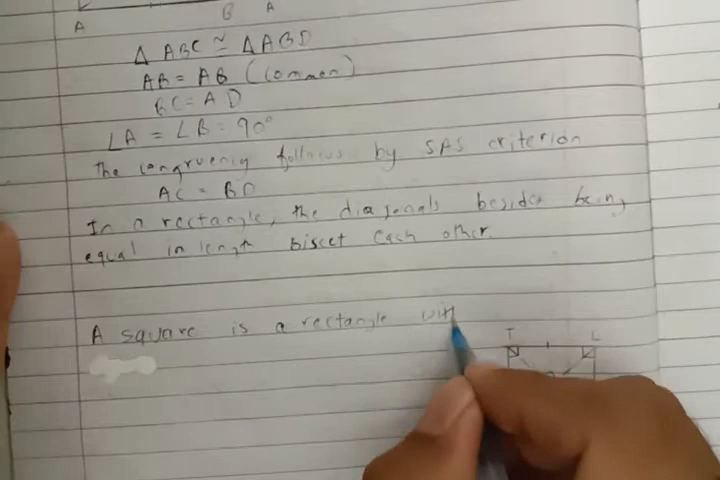 A B A
Δ ABC ≅ Δ ABD
AB = AB (Common)
BC = AD
∠A = ∠B = 90°
The congruency follows by SAS criterion
AC = BD
In a rectangle, the diagonals besides being
equal in length biscet each other.
A square is a rectangle with
T L